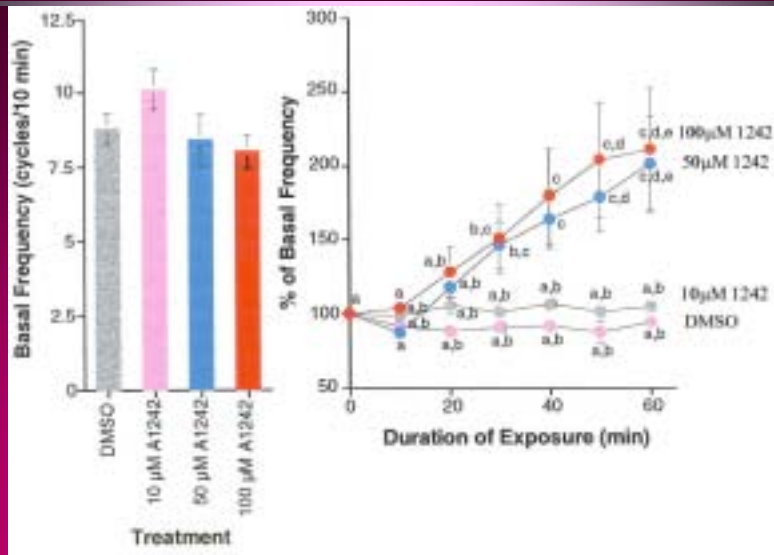 Basal Frequency (cycles/10 min)
12.5
10
7.5
5
2.5
0
DMSO
10 µM A1242
50 µM A1242
100 µM A1242
Treatment
% of Basal Frequency
300
250
200
150
100
50
0
20
40
60
Duration of Exposure (min)
a
a
a,b
b,c
c
c,d
c,d,e
100µM 1242
50µM 1242
c,d,e
c,d
c
b,c
a,b
a,b
a
a,b
a,b
a,b
a,b
a,b
10µM 1242
DMSO
a,b
a,b
a,b
a,b
a,b